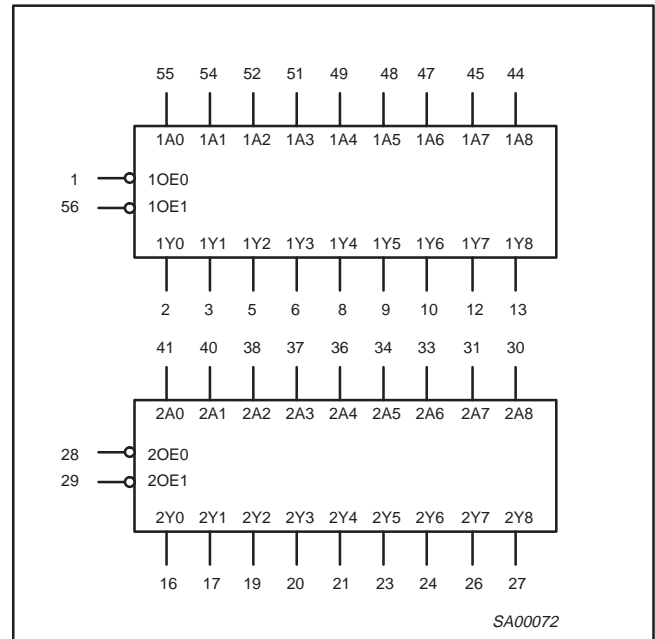 55 54 52 51 49 48 47 45 44
1A0 1A1 1A2 1A3 1A4 1A5 1A6 1A7 1A8
1 1OE0
56 1OE1
1Y0 1Y1 1Y2 1Y3 1Y4 1Y5 1Y6 1Y7 1Y8
2 3 5 6 8 9 10 12 13
41 40 38 37 36 34 33 31 30
2A0 2A1 2A2 2A3 2A4 2A5 2A6 2A7 2A8
28 2OE0
29 2OE1
2Y0 2Y1 2Y2 2Y3 2Y4 2Y5 2Y6 2Y7 2Y8
16 17 19 20 21 23 24 26 27
SA00072